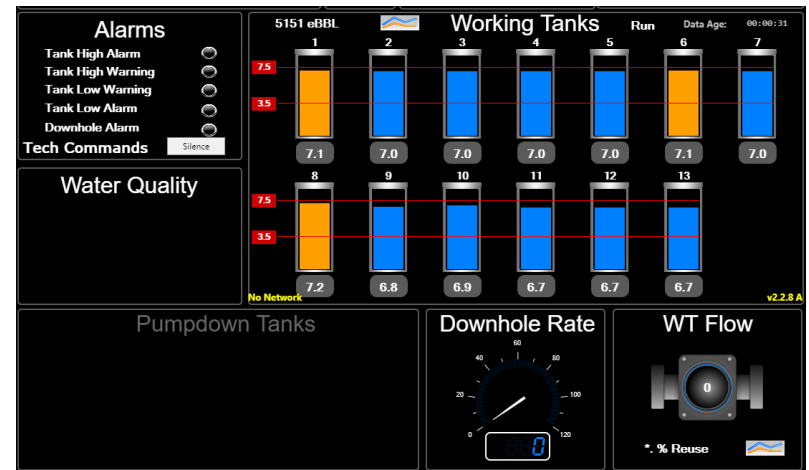 Alarms
Tank High Alarm
Tank High Warning
Tank Low Warning
Tank Low Alarm
Downhole Alarm
Tech Commands Silence
Water Quality
5151 eBBL Working Tanks Run Data Age: 00:00:31
1 2 3 4 5 6 7
7.5
3.5
7.1 7.0 7.0 7.0 7.0 7.1 7.0
8 9 10 11 12 13
7.5
3.5
7.2 6.8 6.9 6.7 6.7 6.7
No Network v2.2.8 A
Pumpdown Tanks
Downhole Rate
0 20 40 60 80 100 120
0
WT Flow
0
*. % Reuse